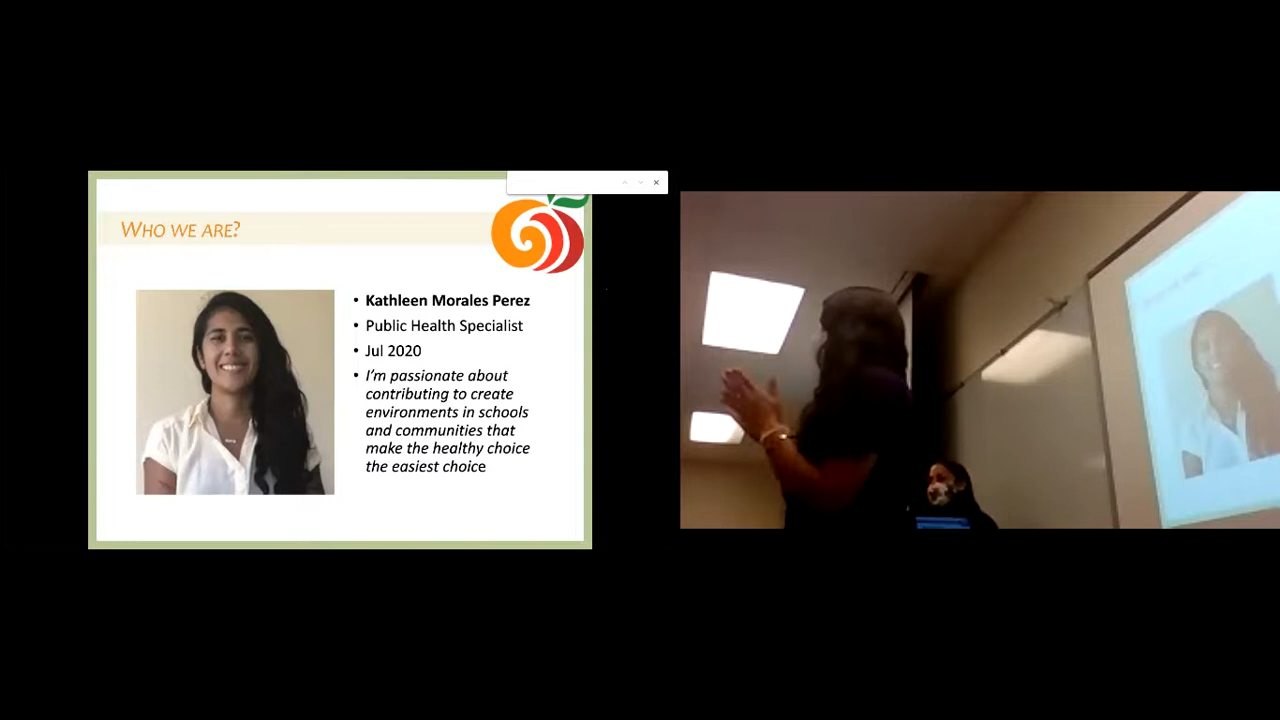 WHO WE ARE?
• Kathleen Morales Perez
• Public Health Specialist
• Jul 2020
• I'm passionate about
contributing to create
environments in schools
and communities that
make the healthy choice
the easiest choice